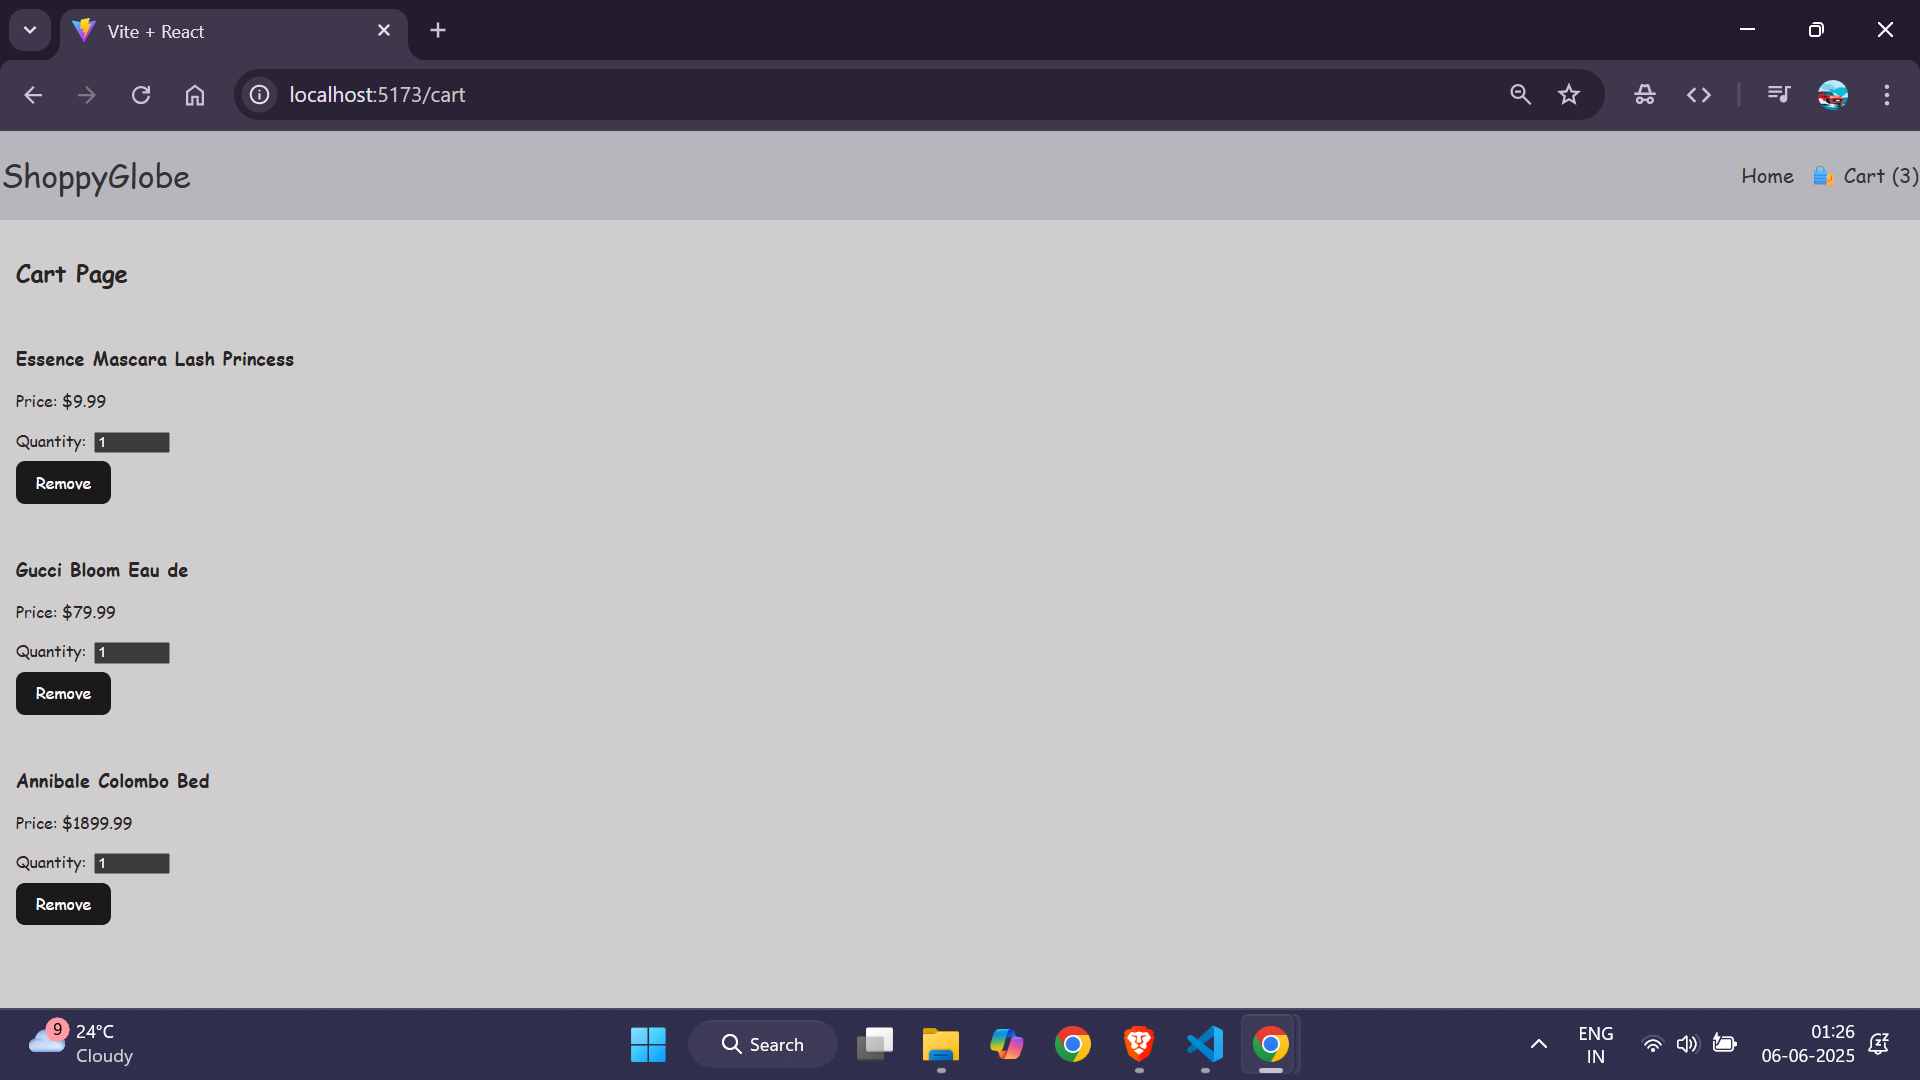 Vite + React
localhost:5173/cart
ShoppyGlobe
Home
Cart (3)
Cart Page
Essence Mascara Lash Princess
Price: $9.99
Quantity: 1
Remove
Gucci Bloom Eau de
Price: $79.99
Quantity: 1
Remove
Annibale Colombo Bed
Price: $1899.99
Quantity: 1
Remove
9
24°C
Cloudy
Search
ENG
IN
01:26
06-06-2025